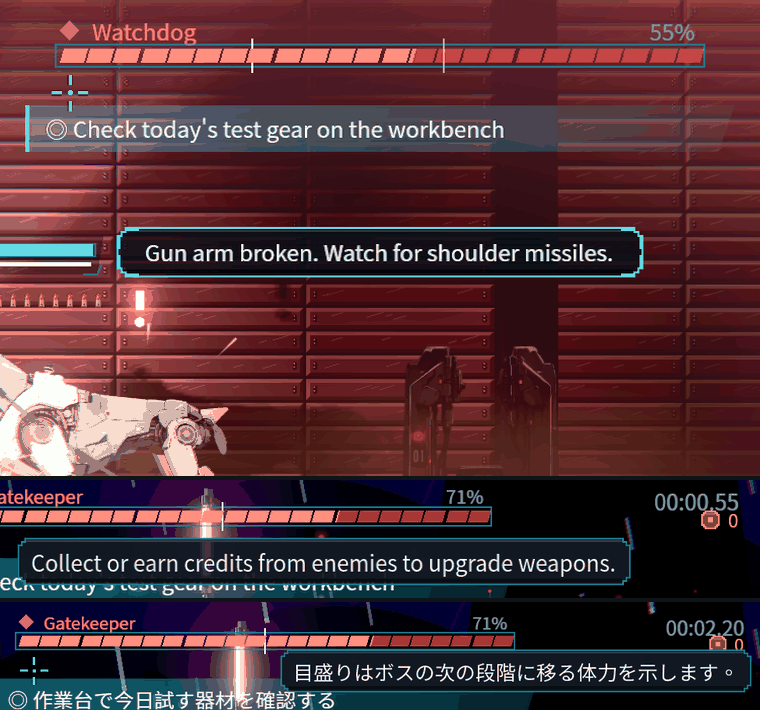 Watchdog
55%
◎ Check today's test gear on the workbench
Gun arm broken. Watch for shoulder missiles.
!
01
atekeeper
71%
00:00.55
0
Collect or earn credits from enemies to upgrade weapons.
eck today's test gear on the workbench
Gatekeeper
71%
00:02.20
0
目盛りはボスの次の段階に移る体力を示します。
◎ 作業台で今日試す器材を確認する